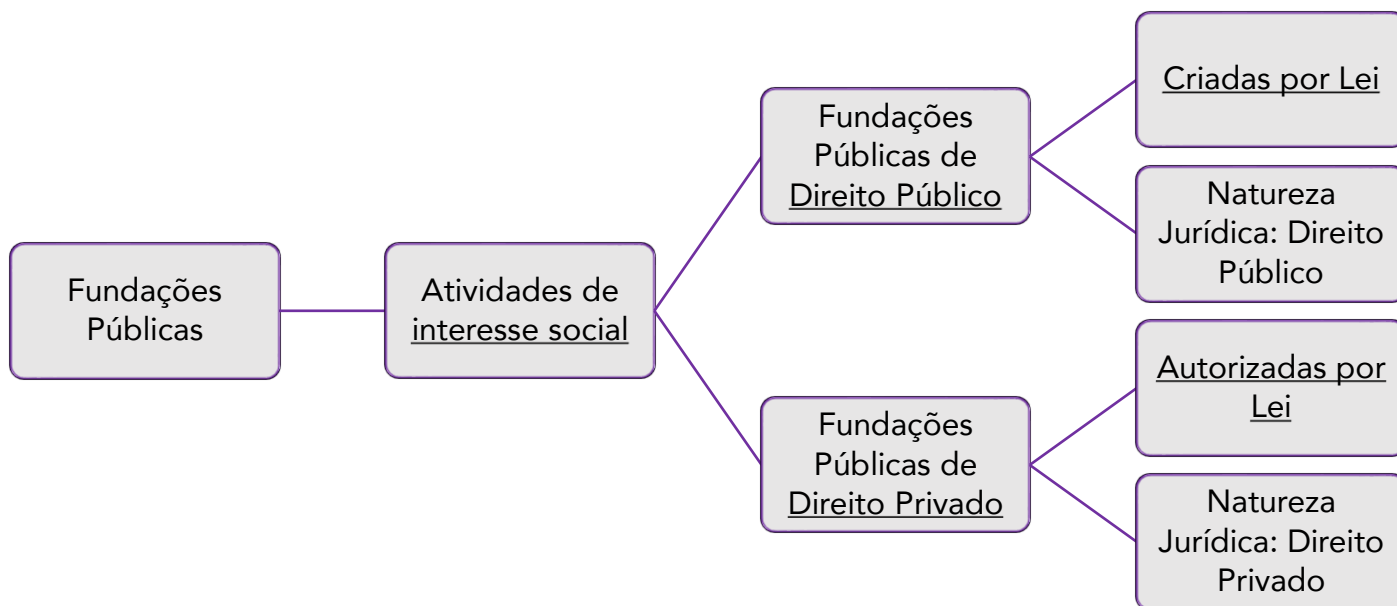 Fundações
Públicas
Atividades de
interesse social
Fundações
Públicas de
Direito Público
Criadas por Lei
Natureza
Jurídica: Direito
Público
Fundações
Públicas de
Direito Privado
Autorizadas por
Lei
Natureza
Jurídica: Direito
Privado